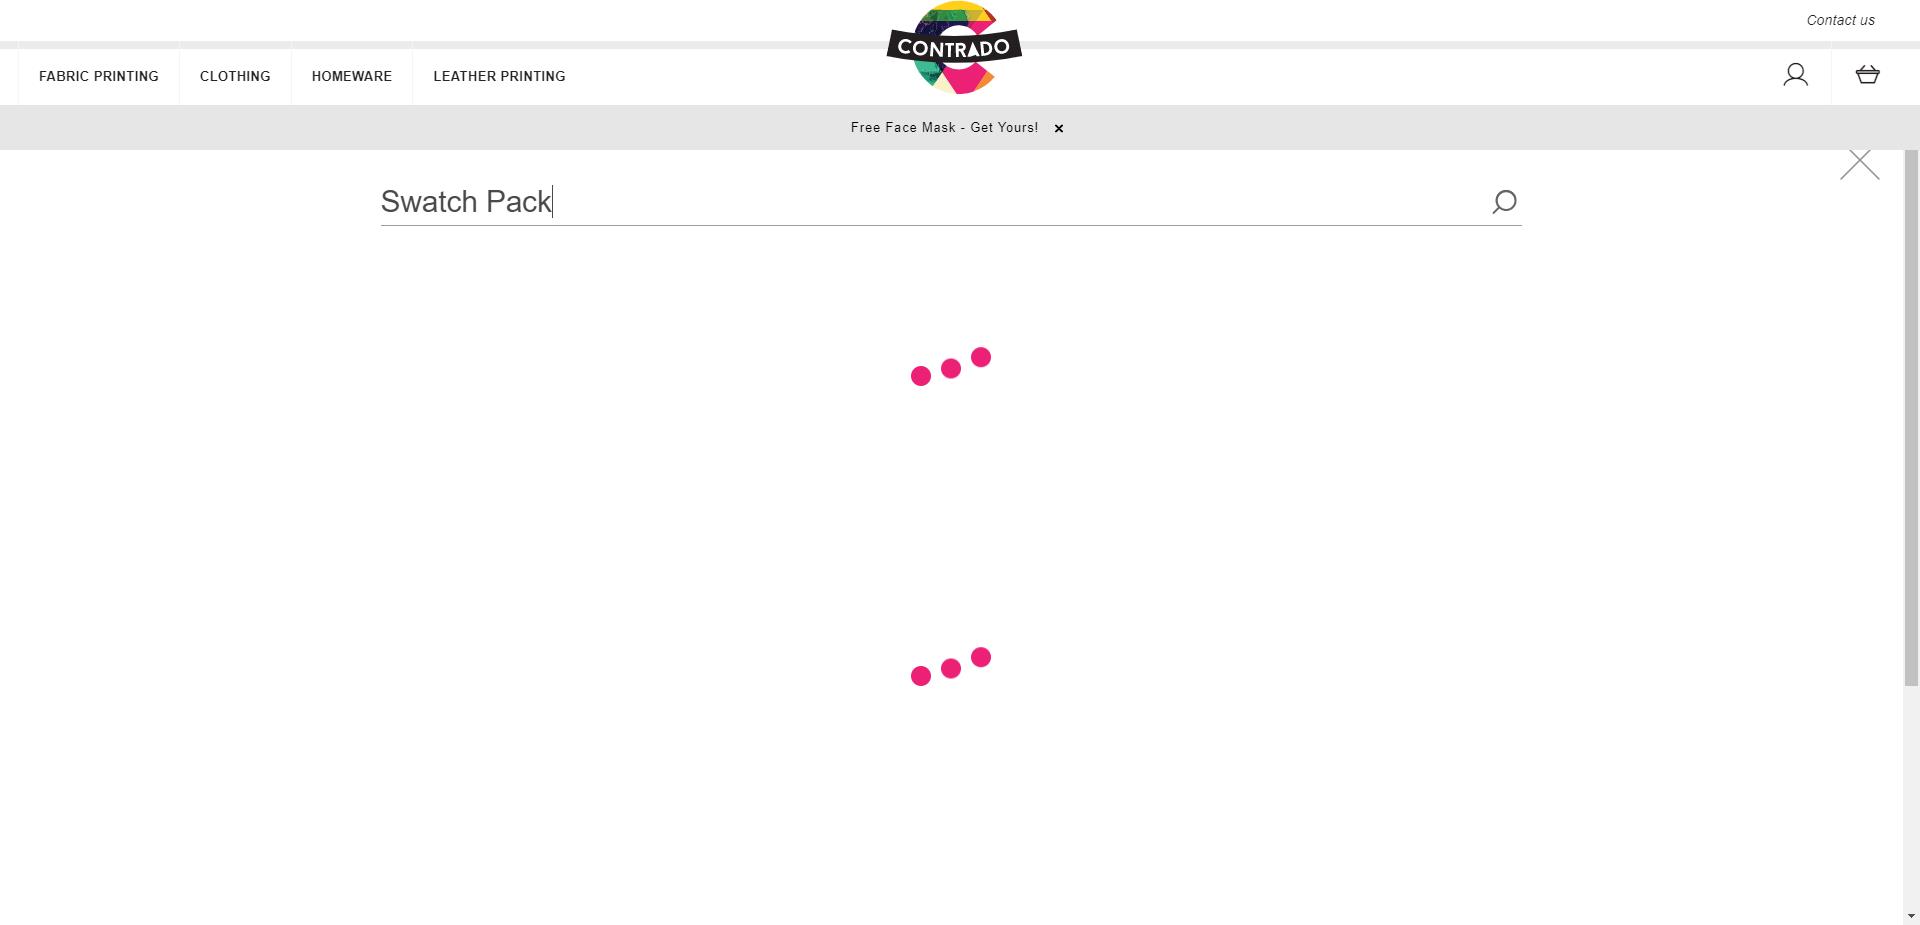 Contact us
CONTRADO
FABRIC PRINTING
CLOTHING
HOMEWARE
LEATHER PRINTING
Free Face Mask - Get Yours!
Swatch Pack